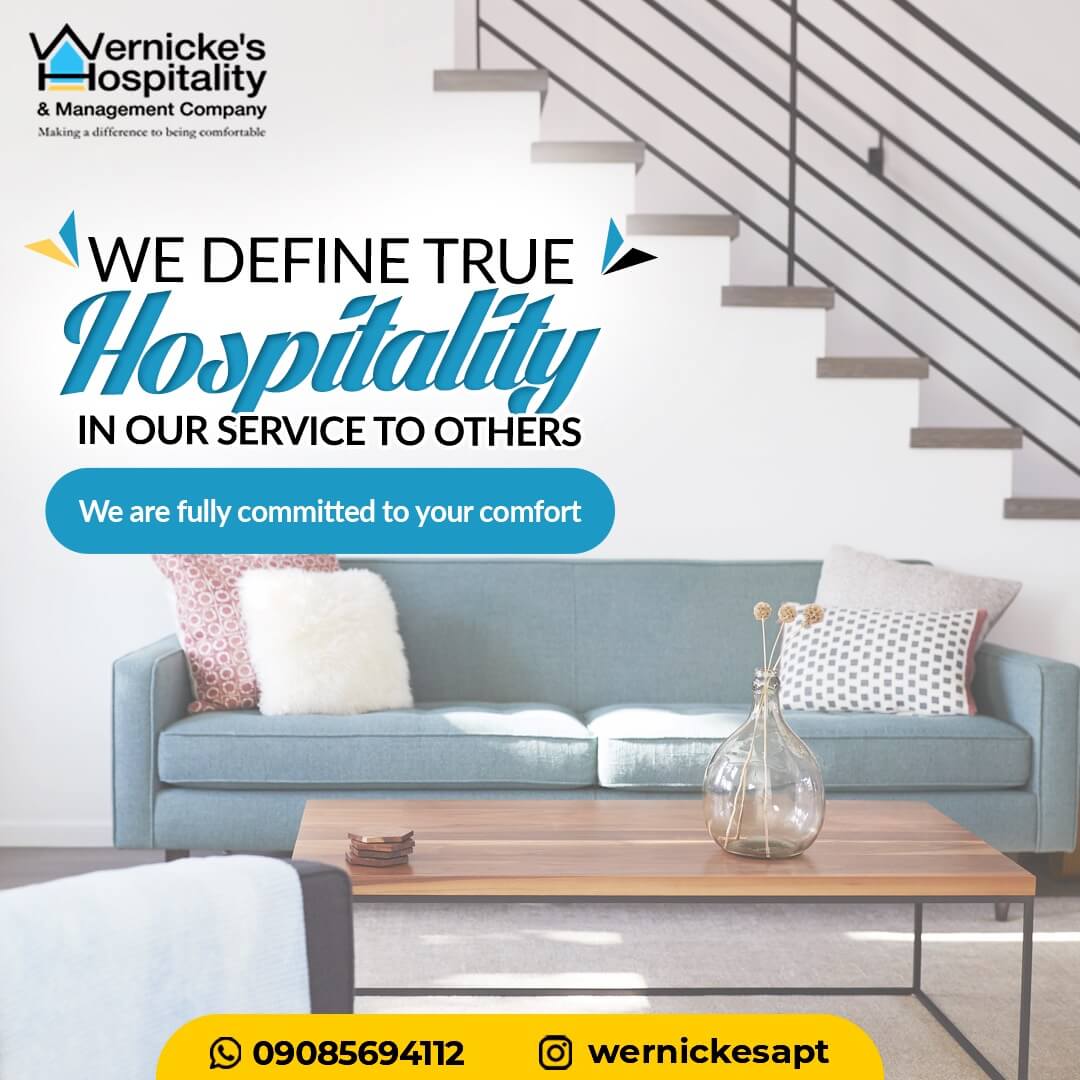 Wernicke's
Hospitality
& Management Company
Making a difference to being comfortable
WE DEFINE TRUE
Hospitality
IN OUR SERVICE TO OTHERS
We are fully committed to your comfort
09085694112
wernickesapt